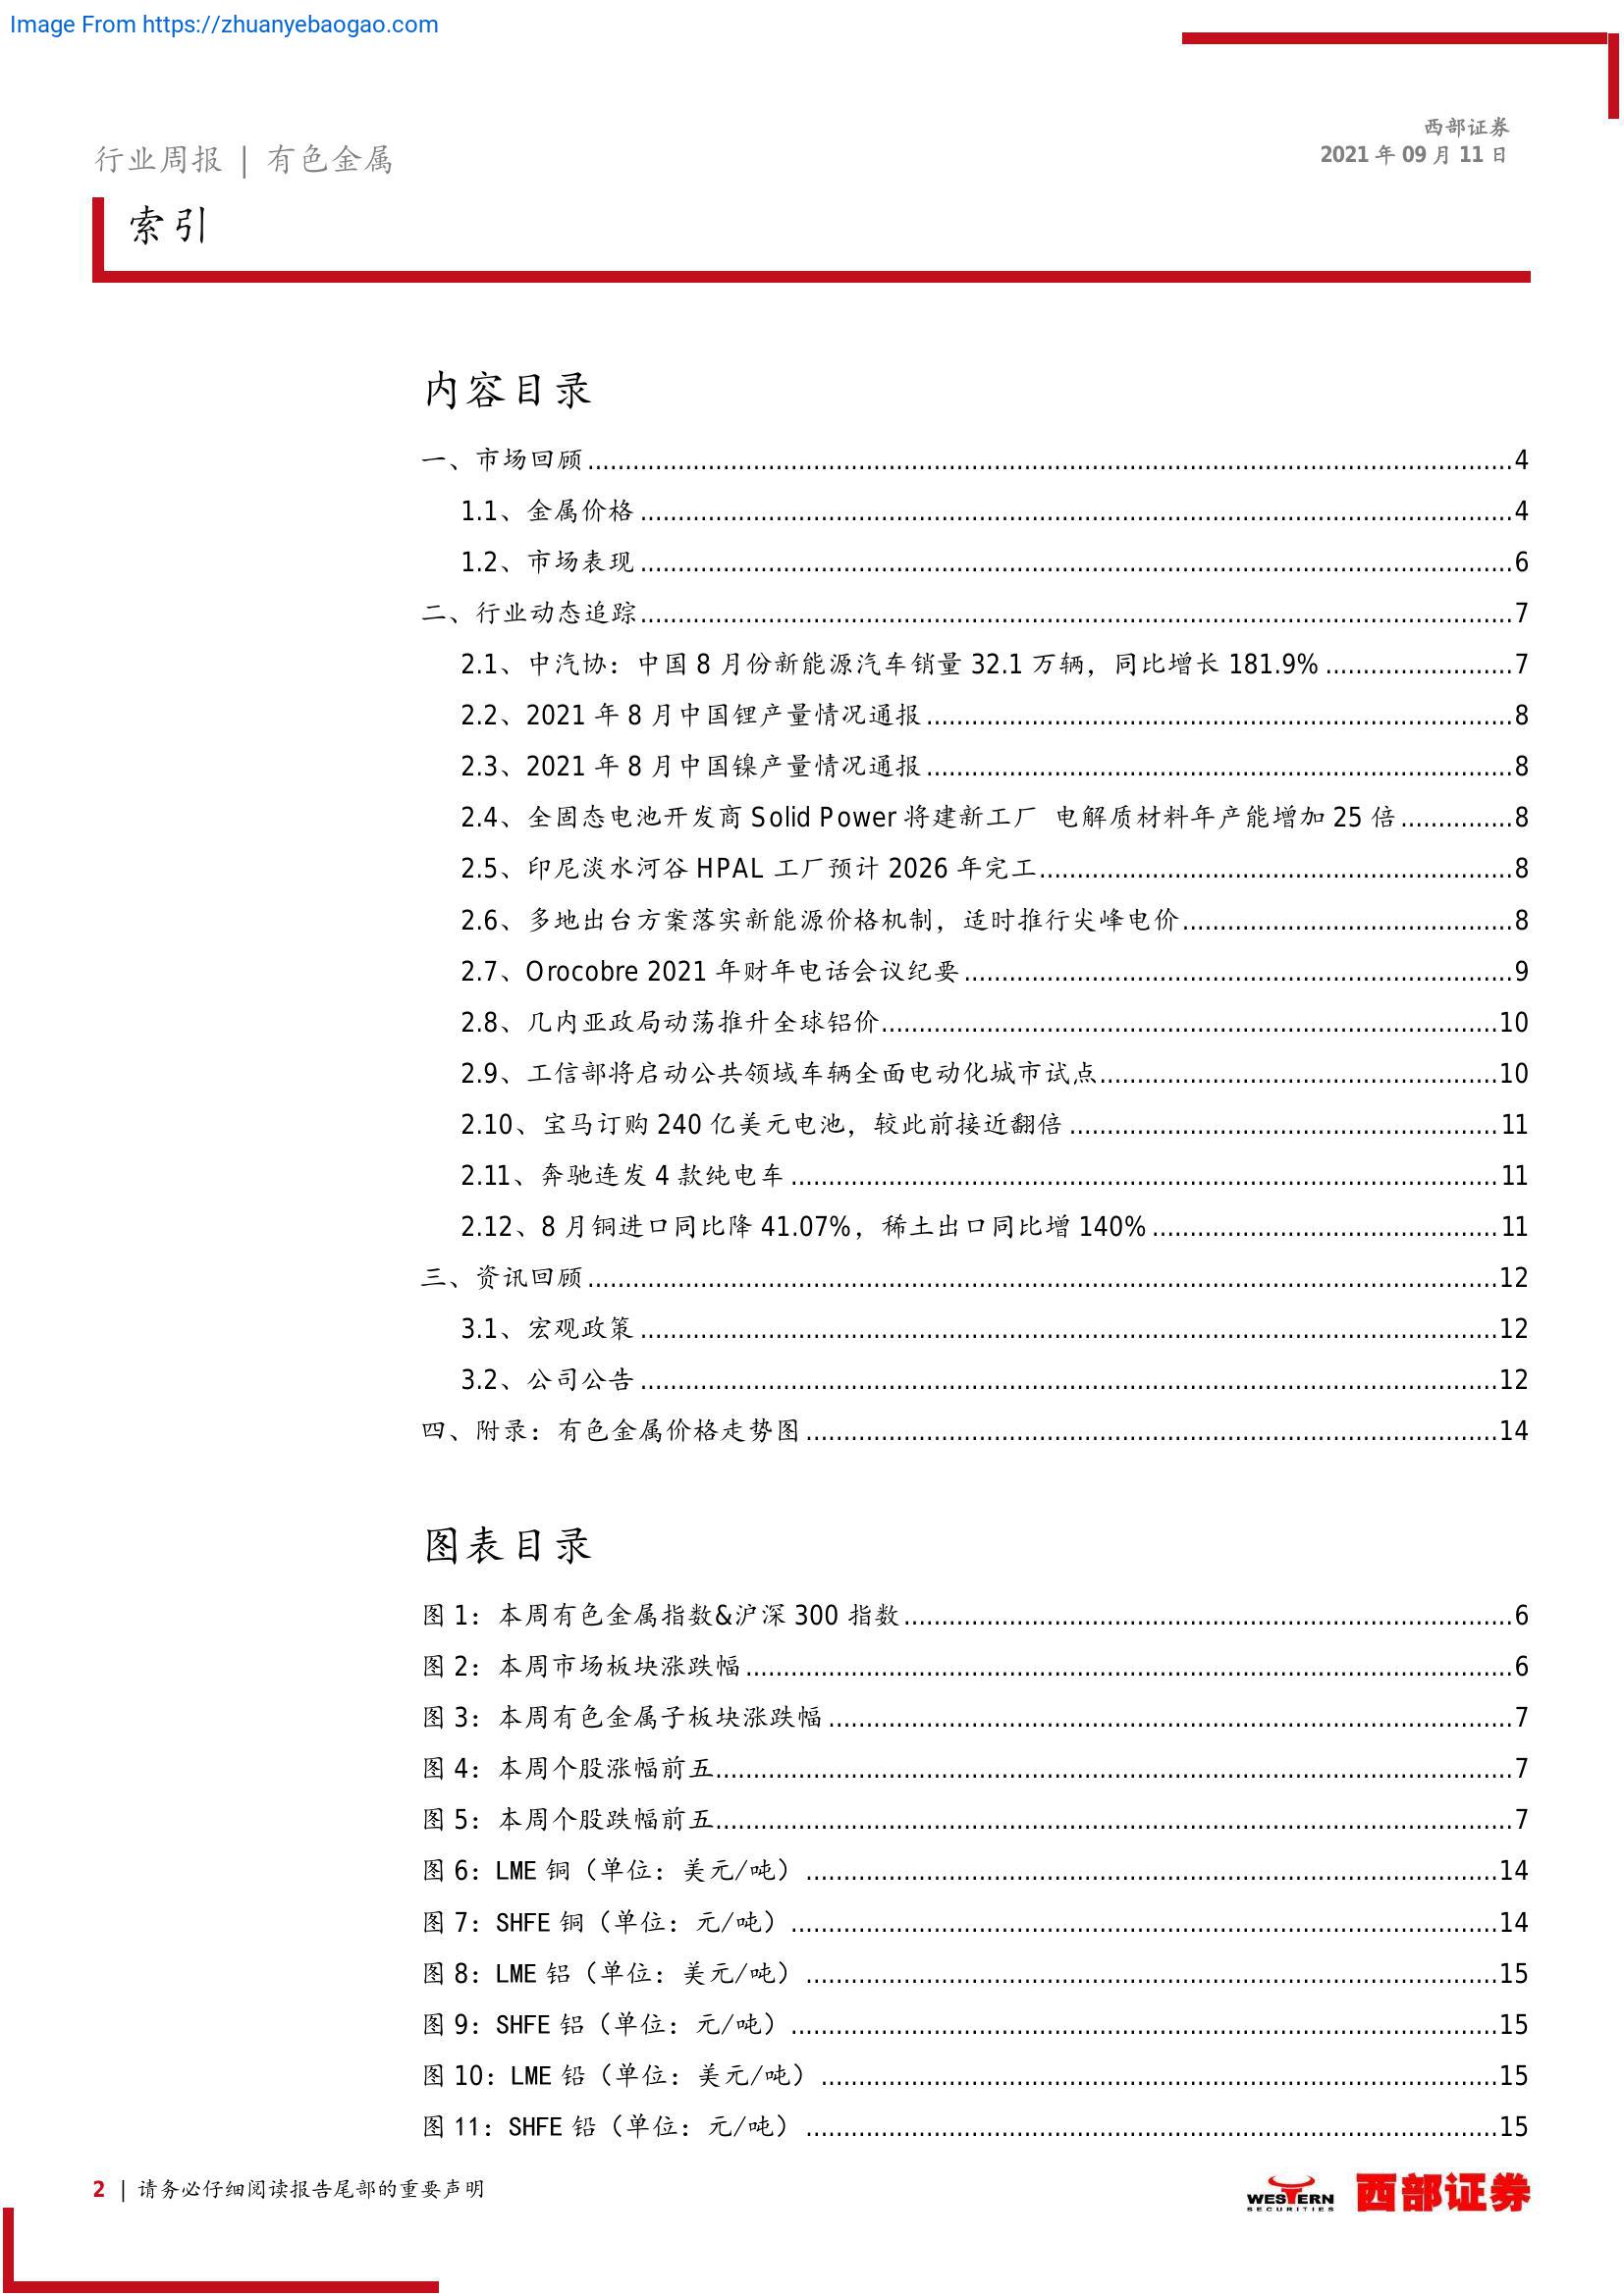 Image From https://zhuanyebaogao.com
西部证券
2021 年 09 月 11 日
行业周报 | 有色金属
索引
内容目录
一、市场回顾 4
1.1、金属价格 4
1.2、市场表现 6
二、行业动态追踪 7
2.1、中汽协：中国 8 月份新能源汽车销量 32.1 万辆，同比增长 181.9% 7
2.2、2021 年 8 月中国锂产量情况通报 8
2.3、2021 年 8 月中国镍产量情况通报 8
2.4、全固态电池开发商 Solid Power 将建新工厂 电解质材料年产能增加 25 倍 8
2.5、印尼淡水河谷 HPAL 工厂预计 2026 年完工 8
2.6、多地出台方案落实新能源价格机制，适时推行尖峰电价 8
2.7、Orocobre 2021 年财年电话会议纪要 9
2.8、几内亚政局动荡推升全球铝价 10
2.9、工信部将启动公共领域车辆全面电动化城市试点 10
2.10、宝马订购 240 亿美元电池，较此前接近翻倍 11
2.11、奔驰连发 4 款纯电车 11
2.12、8 月铜进口同比降 41.07%，稀土出口同比增 140% 11
三、资讯回顾 12
3.1、宏观政策 12
3.2、公司公告 12
四、附录：有色金属价格走势图 14
图表目录
图 1：本周有色金属指数&沪深 300 指数 6
图 2：本周市场板块涨跌幅 6
图 3：本周有色金属子板块涨跌幅 7
图 4：本周个股涨幅前五 7
图 5：本周个股跌幅前五 7
图 6：LME 铜（单位：美元/吨） 14
图 7：SHFE 铜（单位：元/吨） 14
图 8：LME 铝（单位：美元/吨） 15
图 9：SHFE 铝（单位：元/吨） 15
图 10：LME 铅（单位：美元/吨） 15
图 11：SHFE 铅（单位：元/吨） 15
2 | 请务必仔细阅读报告尾部的重要声明
WESTERN
SECURITIES
西部证券